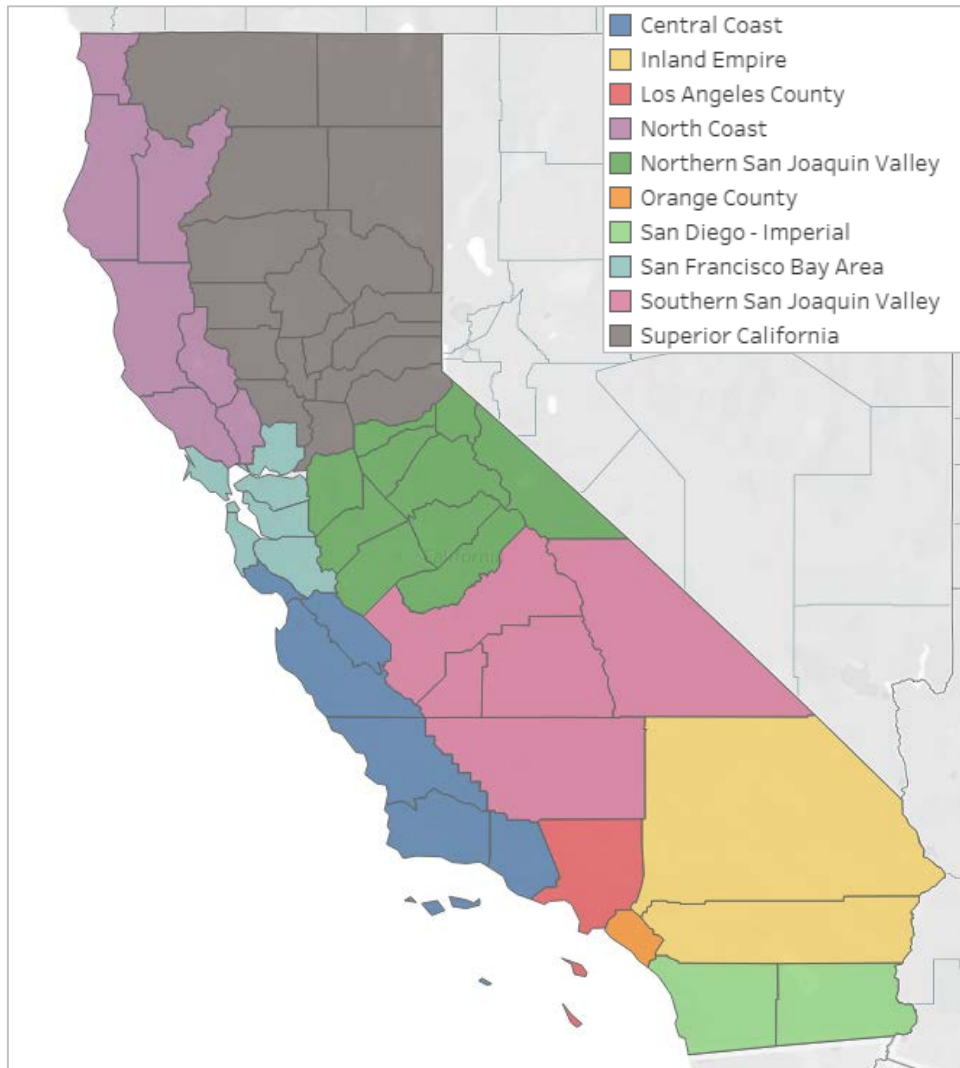 Central Coast
Inland Empire
Los Angeles County
North Coast
Northern San Joaquin Valley
Orange County
San Diego - Imperial
San Francisco Bay Area
Southern San Joaquin Valley
Superior California
California